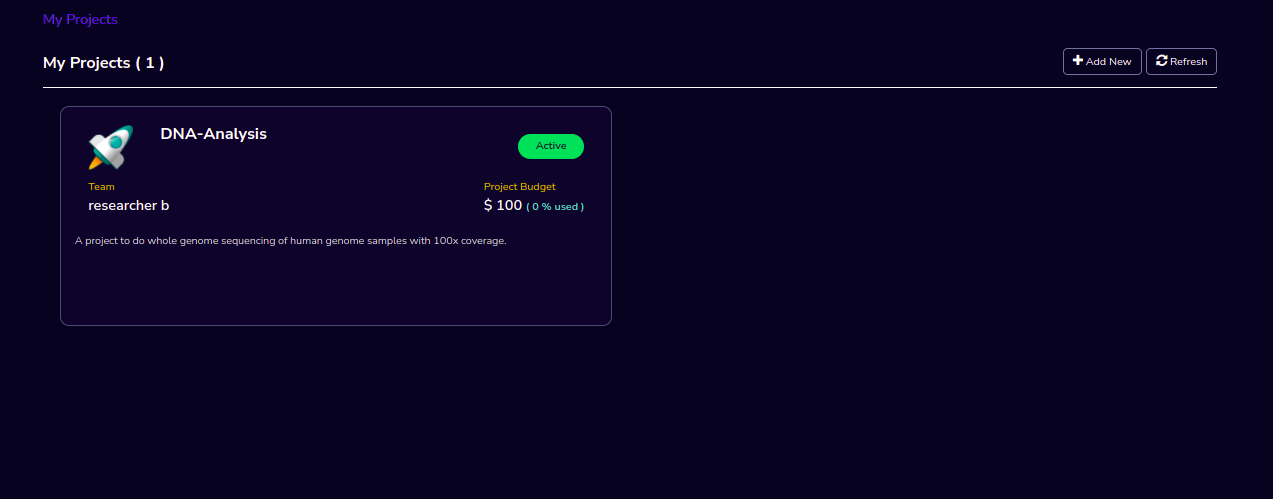 My Projects
My Projects ( 1 )
Add New
Refresh
DNA-Analysis
Active
Team
Project Budget
researcher b
$ 100 ( 0 % used )
A project to do whole genome sequencing of human genome samples with 100x coverage.